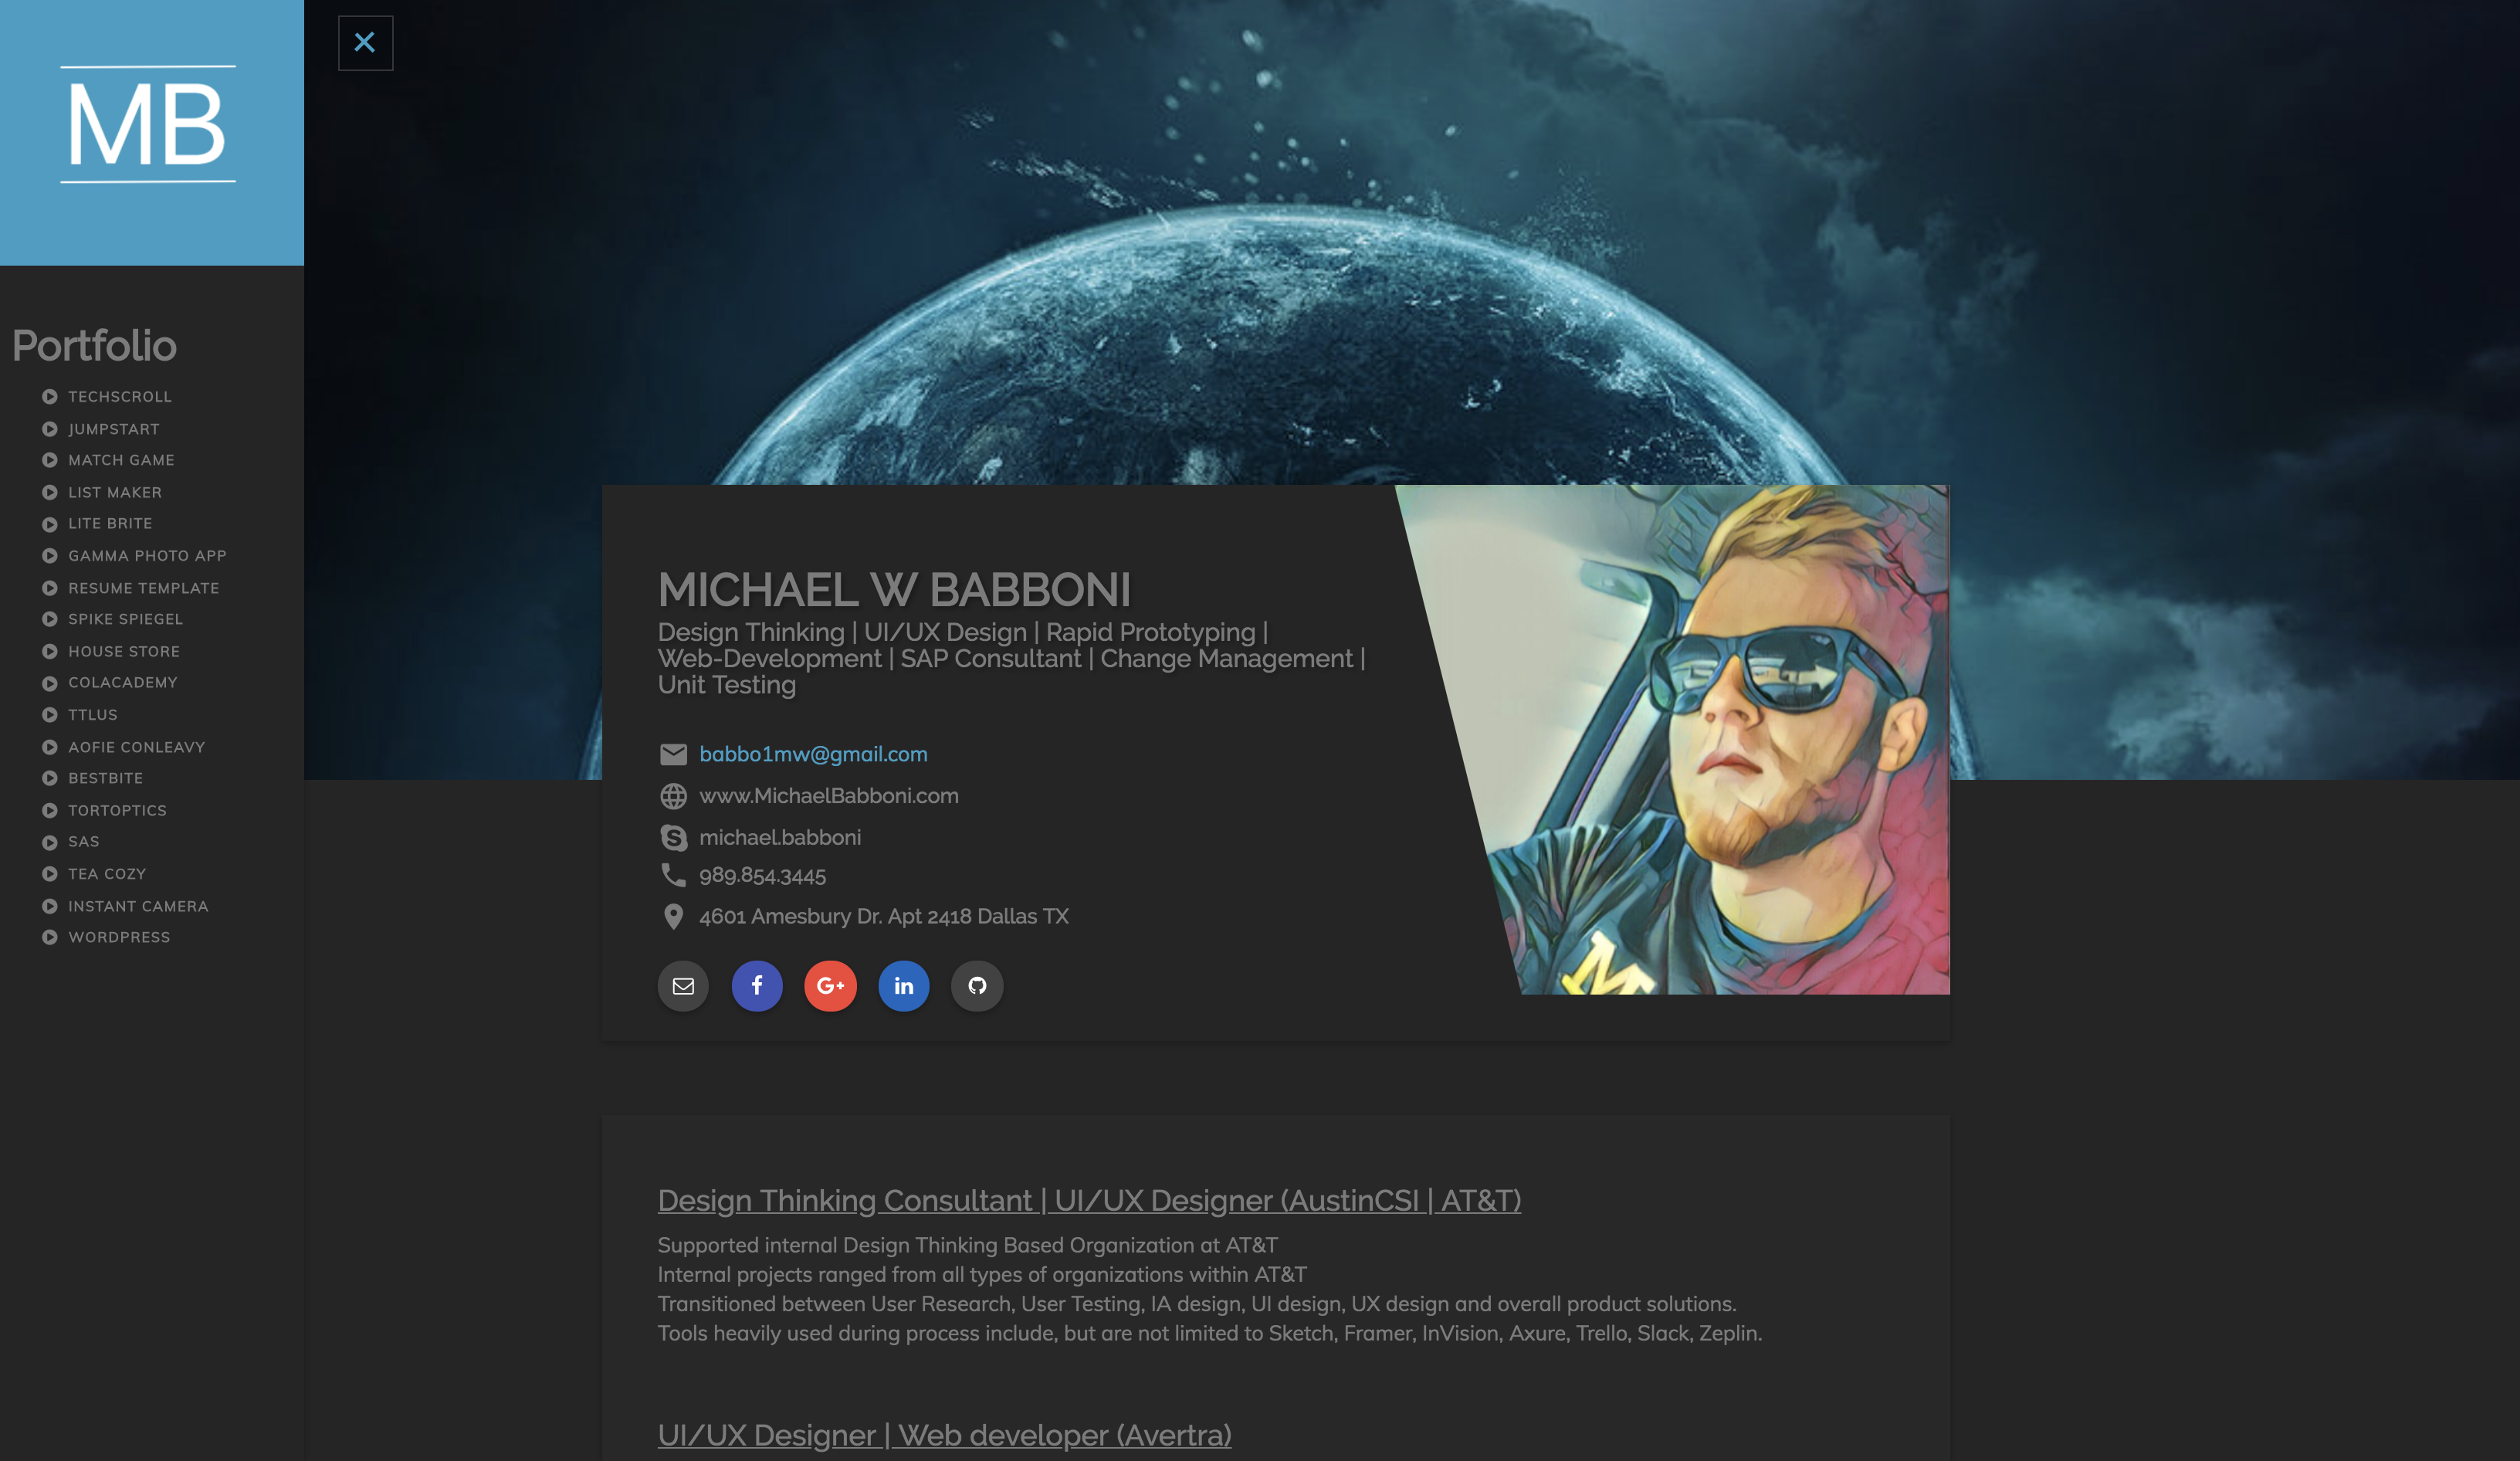 MB
Portfolio
TECHSCROLL
JUMPSTART
MATCH GAME
LIST MAKER
LITE BRITE
GAMMA PHOTO APP
RESUME TEMPLATE
SPIKE SPIEGEL
HOUSE STORE
COLACADEMY
TTLUS
AOFIE CONLEAVY
BESTBITE
TORTOPTICS
SAS
TEA COZY
INSTANT CAMERA
WORDPRESS
MICHAEL W BABBONI
Design Thinking | UI/UX Design | Rapid Prototyping |
Web-Development | SAP Consultant | Change Management |
Unit Testing
babbo1mw@gmail.com
www.MichaelBabboni.com
michael.babboni
989.854.3445
4601 Amesbury Dr. Apt 2418 Dallas TX
M
Design Thinking Consultant | UI/UX Designer (AustinCSI | AT&T)
Supported internal Design Thinking Based Organization at AT&T
Internal projects ranged from all types of organizations within AT&T
Transitioned between User Research, User Testing, IA design, UI design, UX design and overall product solutions.
Tools heavily used during process include, but are not limited to Sketch, Framer, InVision, Axure, Trello, Slack, Zeplin.
UI/UX Designer | Web developer (Avertra)